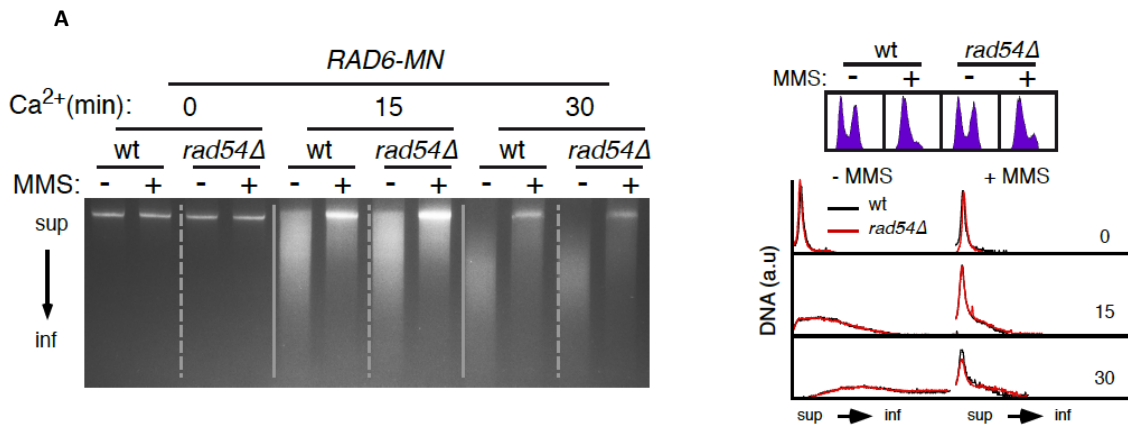 A
RAD6-MN
Ca2+(min): 0 15 30
wt rad54Δ wt rad54Δ wt rad54Δ
MMS: - + - + - + - + - + - +
sup
inf
wt rad54Δ
MMS: - + - +
- MMS + MMS
wt
rad54Δ
0
15
30
DNA (a.u)
sup inf sup inf